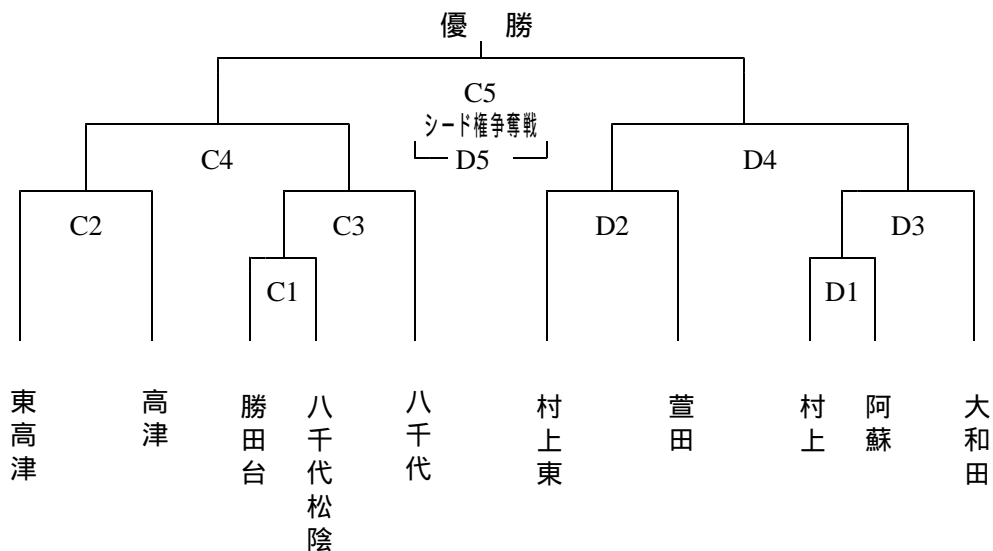 優 勝
C5
シード権争奪戦
C4
D5
D4
C2
C3
D2
D3
C1
D1
東高津
高津
勝田台
八千代松陰
八千代
村上東
萱田
村上
阿蘇
大和田